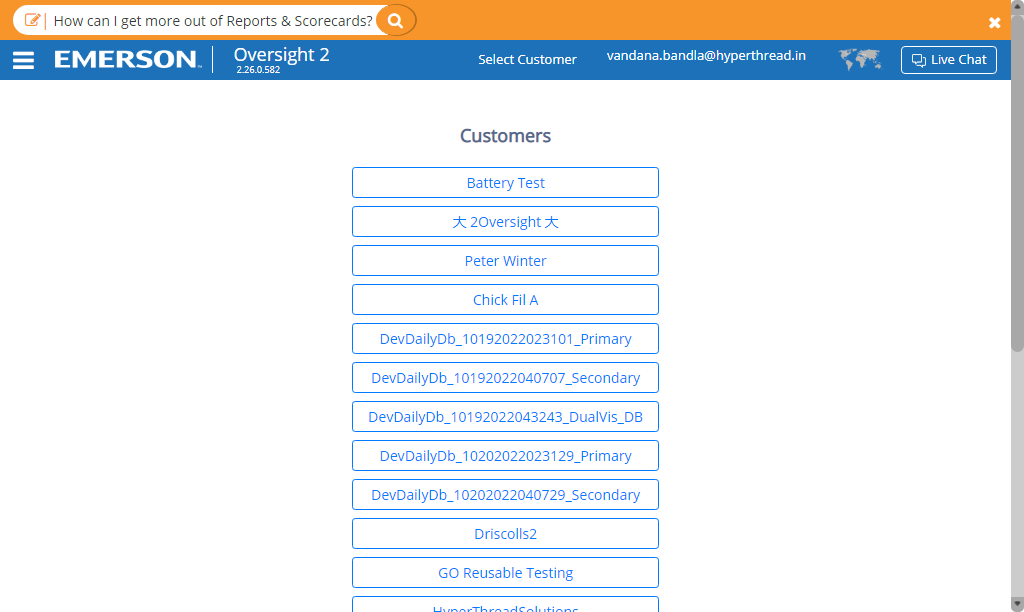 How can I get more out of Reports & Scorecards?
EMERSON
Oversight 2
2.26.0.582
Select Customer
vandana.bandla@hyperthread.in
Live Chat
Customers
Battery Test
大 2Oversight 大
Peter Winter
Chick Fil A
DevDailyDb_10192022023101_Primary
DevDailyDb_10192022040707_Secondary
DevDailyDb_10192022043243_DualVis_DB
DevDailyDb_10202022023129_Primary
DevDailyDb_10202022040729_Secondary
Driscolls2
GO Reusable Testing
HyperThreadSolutions